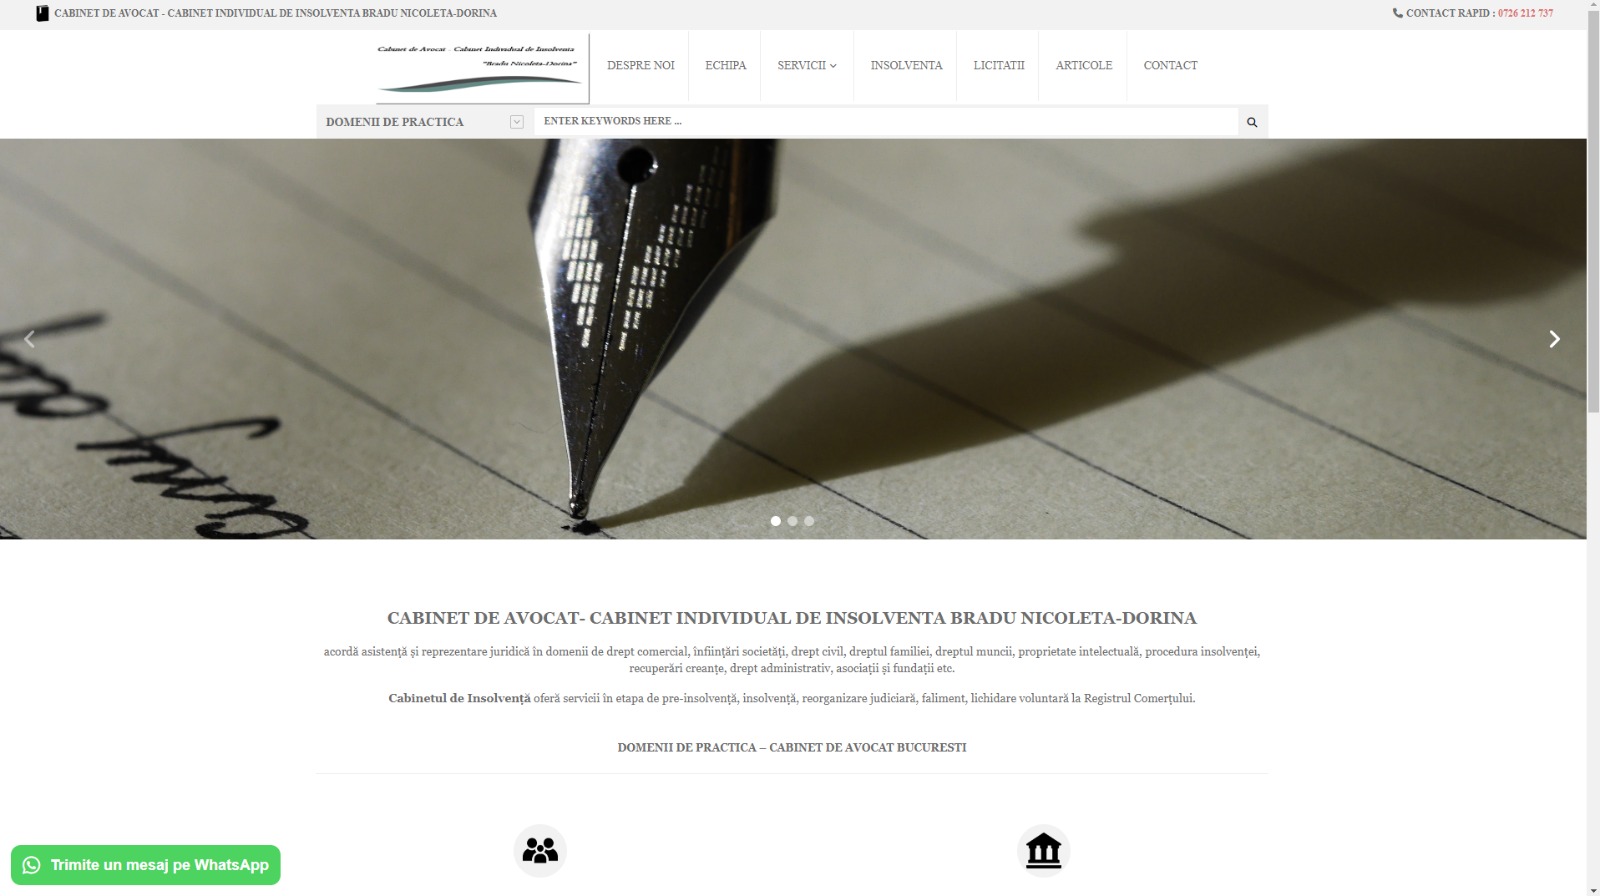 CABINET DE AVOCAT - CABINET INDIVIDUAL DE INSOLVENTA BRADU NICOLETA-DORINA
CONTACT RAPID : 0726 212 737
Cabinet de Avocat - Cabinet Individual de Insolventa
"Bradu Nicoleta-Dorina"
DESPRE NOI
ECHIPA
SERVICII
INSOLVENTA
LICITATII
ARTICOLE
CONTACT
DOMENII DE PRACTICA
ENTER KEYWORDS HERE ...
CABINET DE AVOCAT- CABINET INDIVIDUAL DE INSOLVENTA BRADU NICOLETA-DORINA
acordă asistență și reprezentare juridică în domenii de drept comercial, înființări societăți, drept civil, dreptul familiei, dreptul muncii, proprietate intelectuală, procedura insolvenței,
recuperări creanțe, drept administrativ, asociații și fundații etc.
Cabinetul de Insolvență oferă servicii în etapa de pre-insolvență, insolvență, reorganizare judiciară, faliment, lichidare voluntară la Registrul Comerțului.
DOMENII DE PRACTICA – CABINET DE AVOCAT BUCURESTI
Trimite un mesaj pe WhatsApp